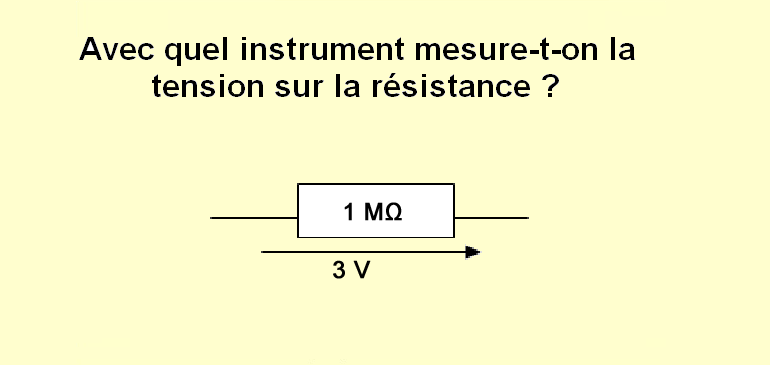 Avec quel instrument mesure-t-on la
tension sur la résistance ?
1 MΩ
3 V